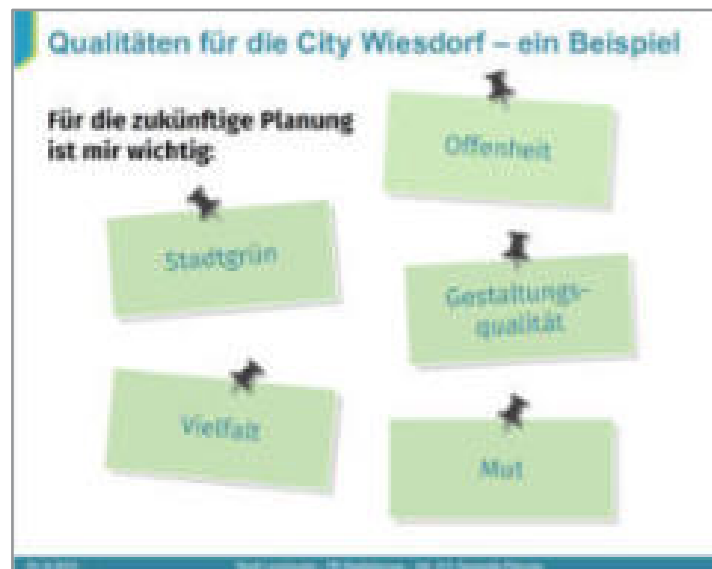 Qualitäten für die City Wiesdorf – ein Beispiel
Für die zukünftige Planung
ist mir wichtig:
Offenheit
Stadtgrün
Gestaltungs-
qualität
Vielfalt
Mut